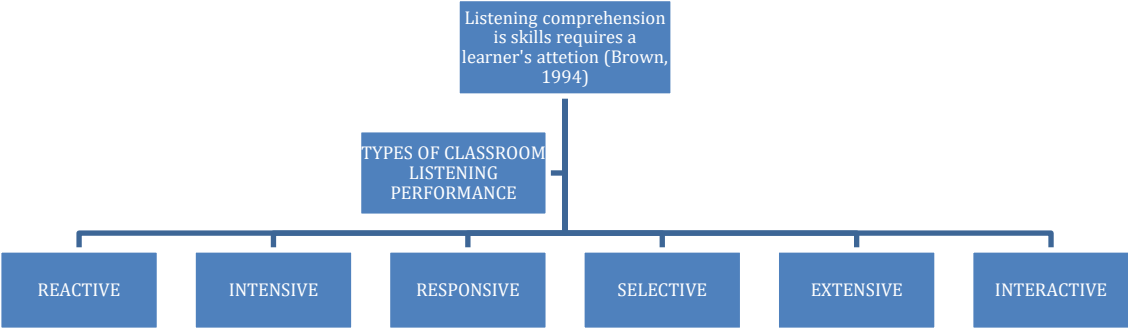 Listening comprehension
is skills requires a
learner's attetion (Brown,
1994)
TYPES OF CLASSROOM
LISTENING
PERFORMANCE
REACTIVE
INTENSIVE
RESPONSIVE
SELECTIVE
EXTENSIVE
INTERACTIVE